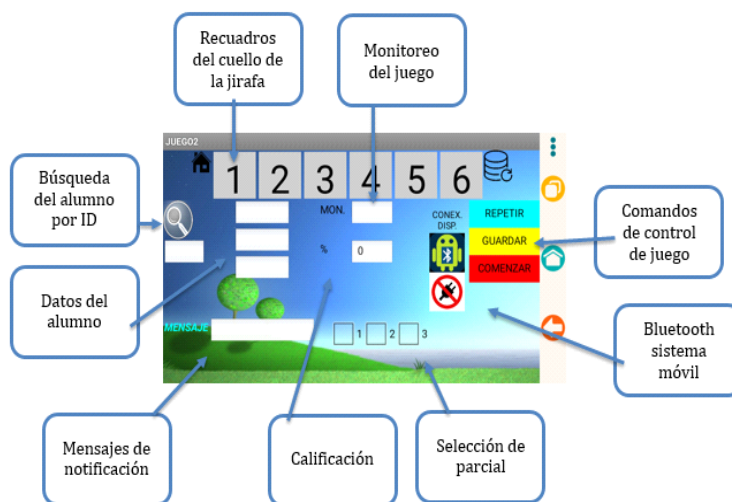 Recuadros
del cuello de
la jirafa
Monitoreo
del juego
JUEGO2
1 2 3 4 5 6
Búsqueda
del alumno
por ID
MON.
CONEX.
DISP.
REPETIR
GUARDAR
COMENZAR
Comandos
de control
de juego
%
0
Datos del
alumno
MENSAJE
1 2 3
Bluetooth
sistema
móvil
Mensajes de
notificación
Calificación
Selección de
parcial